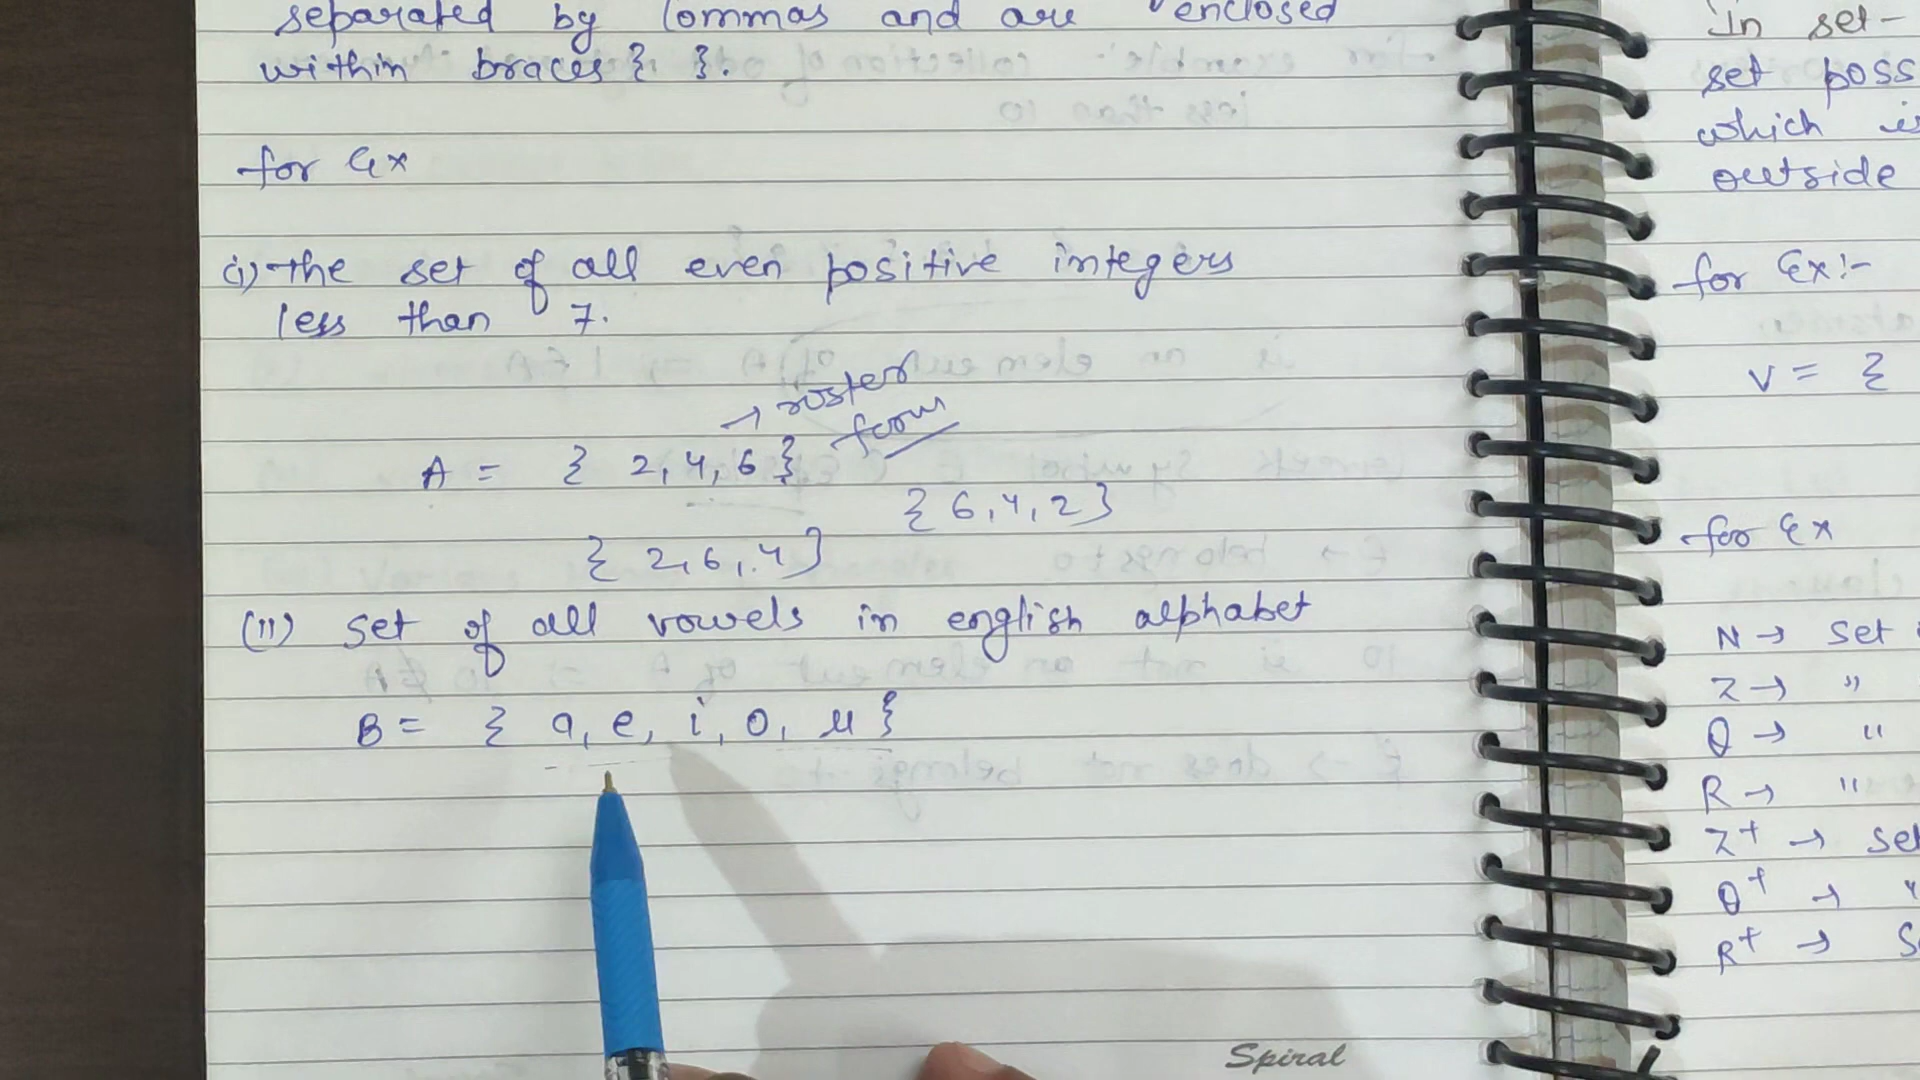 separated by commas and are enclosed
within braces { }.
for Ex
(i) The set of all even positive integers
less than 7.
→ roster
form
A = { 2, 4, 6 }
{ 6, 4, 2 }
{ 2, 6, 4 }
(II) set of all vowels in english alphabet
B = { a, e, i, o, u }
Spiral
In set-
set poss
which is
outside
for Ex:-
V = {
for Ex
N → Set
Z → "
Q → "
R → "
Z+ → Set
Q+ → "
R+ → S